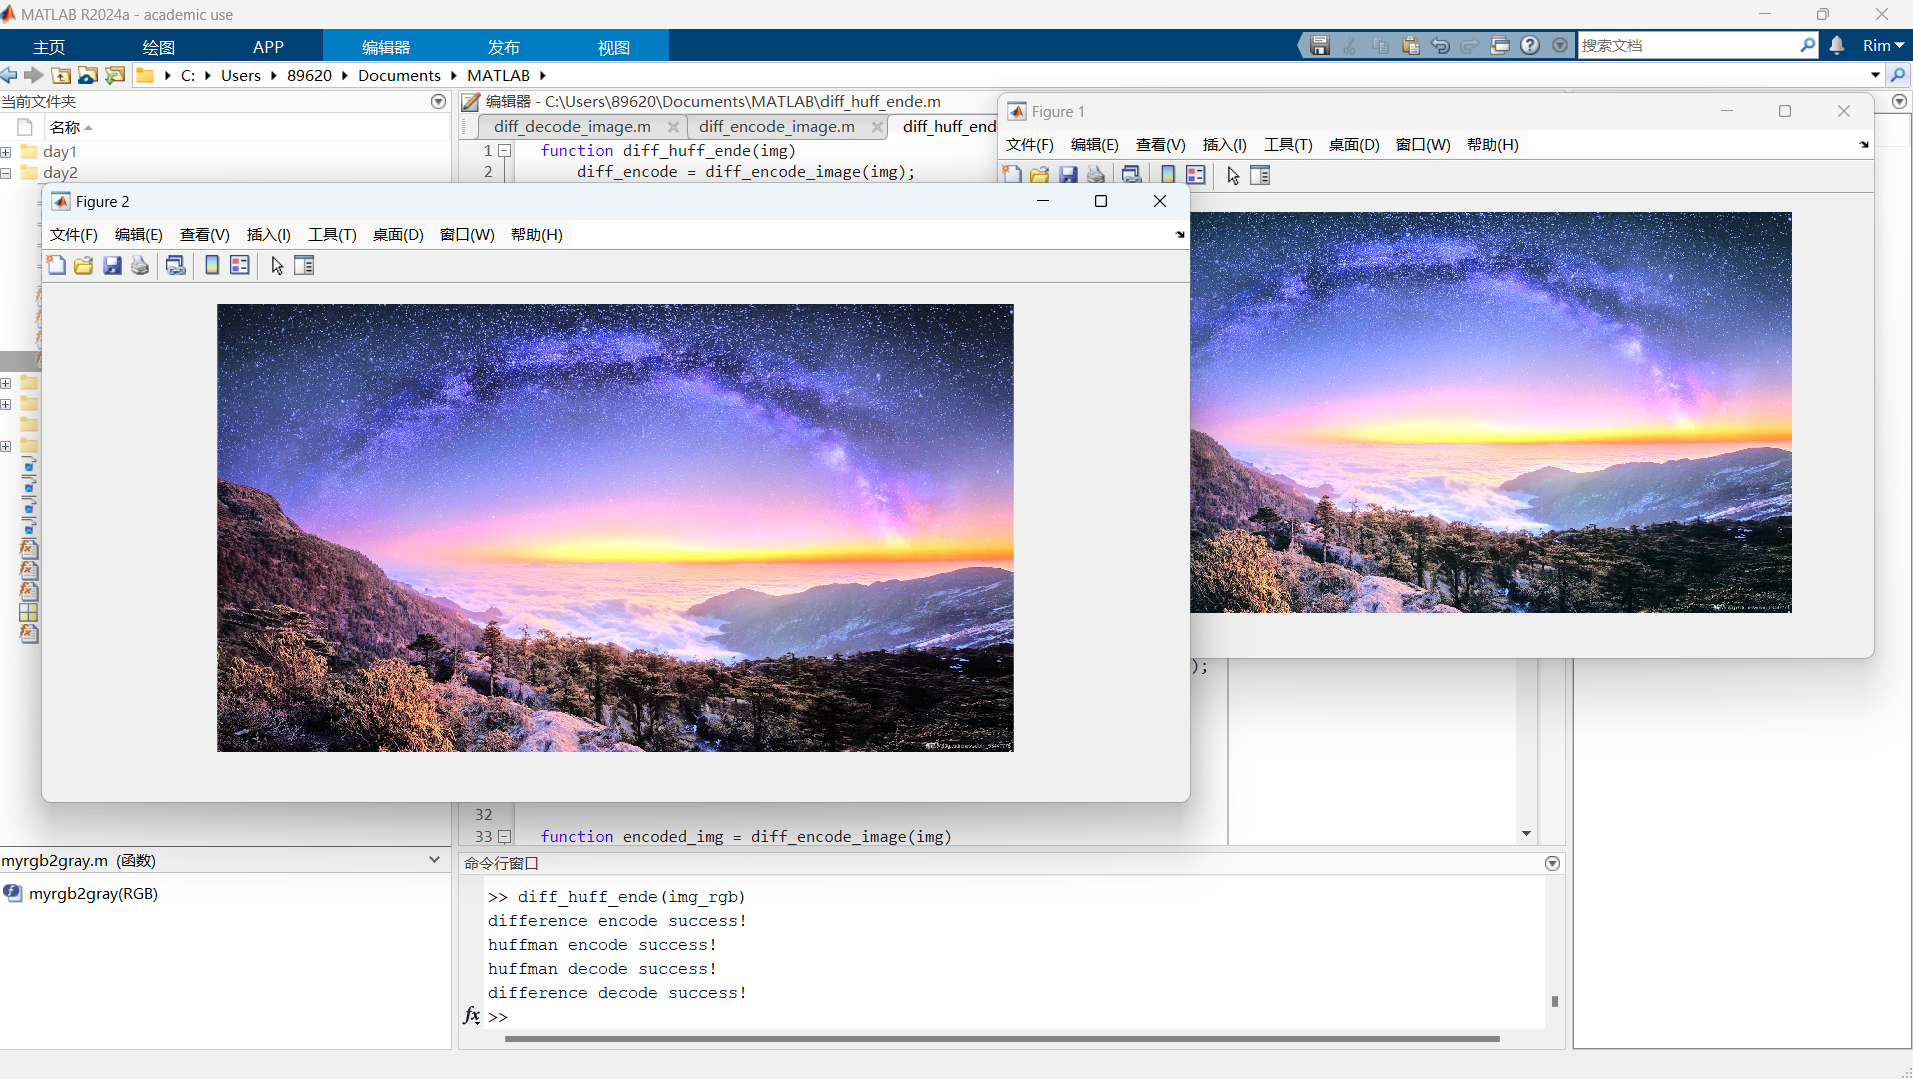 MATLAB R2024a - academic use
主页 绘图 APP 编辑器 发布 视图 搜索文档 Rim
C: Users 89620 Documents MATLAB
当前文件夹
名称
day1
day2
编辑器 - C:\Users\89620\Documents\MATLAB\diff_huff_ende.m
diff_decode_image.m diff_encode_image.m diff_huff_end
1 function diff_huff_ende(img)
2 diff_encode = diff_encode_image(img);
Figure 1
文件(F) 编辑(E) 查看(V) 插入(I) 工具(T) 桌面(D) 窗口(W) 帮助(H)
Figure 2
文件(F) 编辑(E) 查看(V) 插入(I) 工具(T) 桌面(D) 窗口(W) 帮助(H)
);
32
33 function encoded_img = diff_encode_image(img)
myrgb2gray.m (函数)
myrgb2gray(RGB)
命令行窗口
>> diff_huff_ende(img_rgb)
difference encode success!
huffman encode success!
huffman decode success!
difference decode success!
fx >>